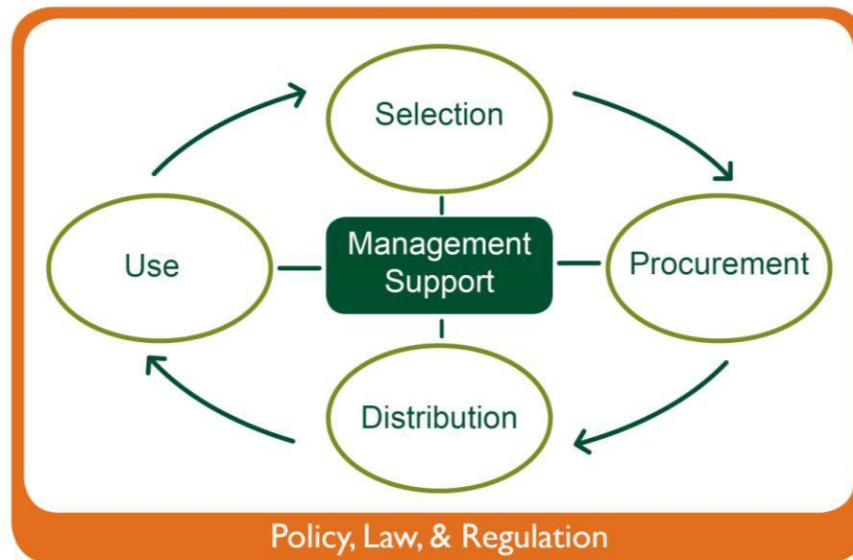 Selection
Management
Support
Use
Procurement
Distribution
Policy, Law, & Regulation